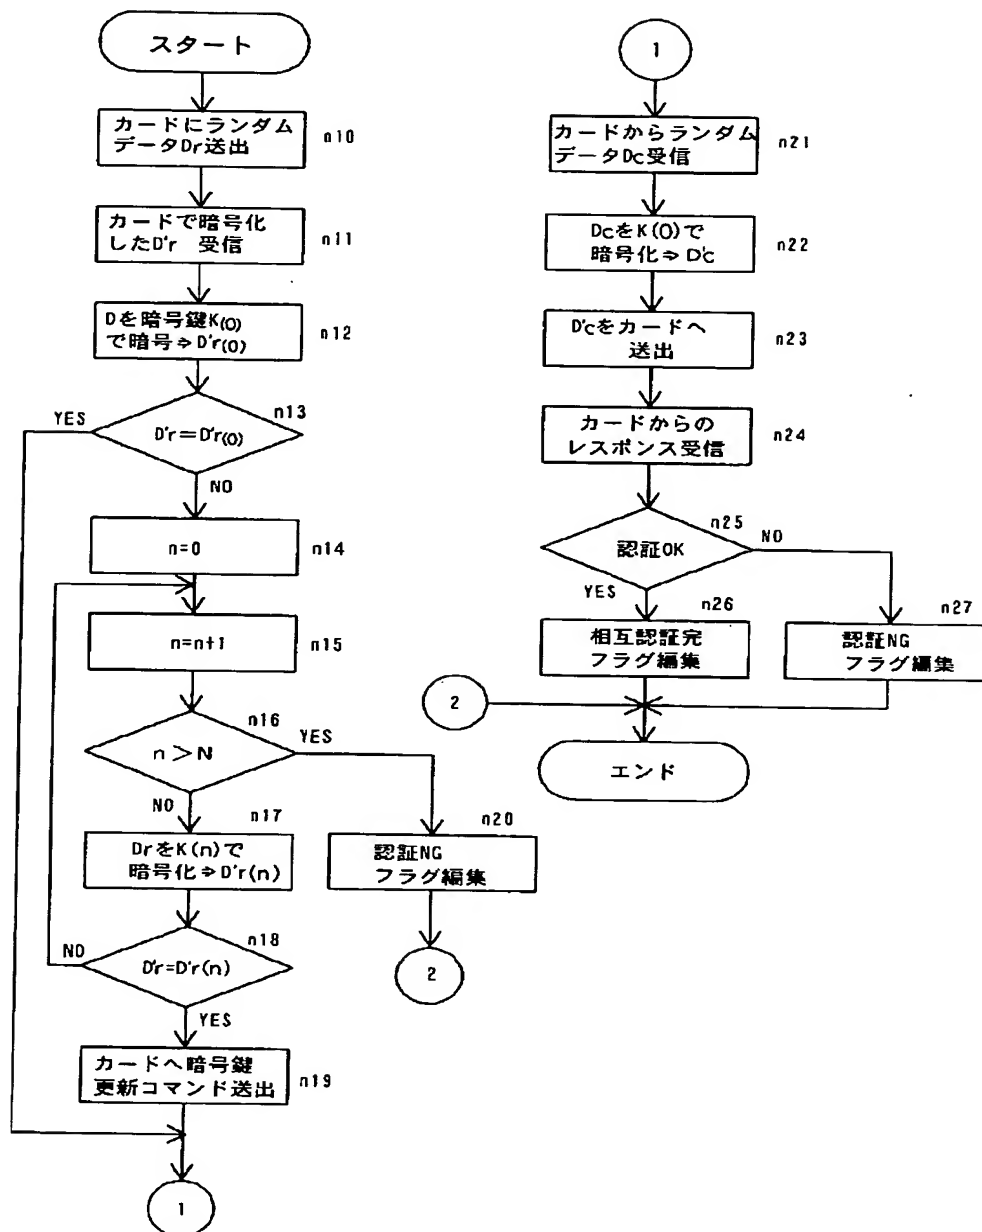 スタート
カードにランダム
データDr送出
n10
カードで暗号化
したD'r 受信
n11
Dを暗号鍵K(0)
で暗号⇒D'r(0)
n12
n13
YES
D'r=D'r(0)
NO
n=0
n14
n=n+1
n15
n16
YES
n>N
NO
n17
DrをK(n)で
暗号化⇒D'r(n)
n20
認証NG
フラグ編集
n18
NO
D'r=D'r(n)
2
YES
カードへ暗号鍵
更新コマンド送出
n19
1
1
カードからランダム
データDc受信
n21
DcをK(0)で
暗号化⇒D'c
n22
D'cをカードへ
送出
n23
カードからの
レスポンス受信
n24
n25
NO
認証OK
YES
n26
n27
相互認証完
フラグ編集
認証NG
フラグ編集
2
エンド